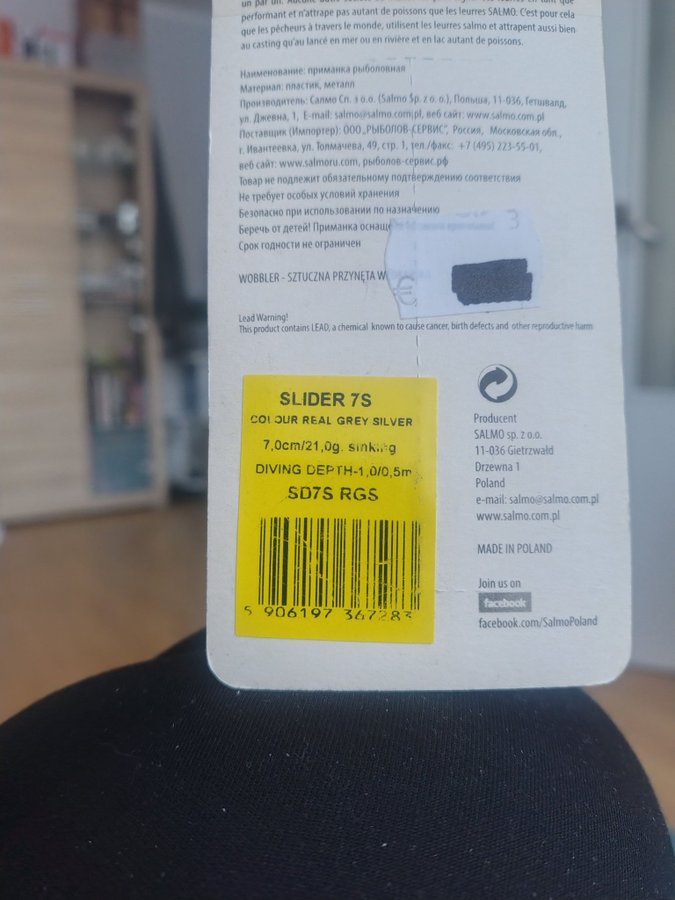 performant et n'attrape pas autant de poissons que les leurres SALMO. C'est pour cela
que les pêcheurs à travers le monde, utilisent les leurres salmo et attrapent aussi bien
au casting qu'au lancé en mer ou en rivière et en lac autant de poissons.
Наименование: приманка рыболовная
Материал: пластик, металл
Производитель: Салмо Сп. з о.о. (Salmo Sp. z o. o.), Польша, 11-036, Гетшвалд,
ул. Джевна, 1, E-mail: salmo@salmo.com.pl, веб сайт: www.salmo.com.pl
Поставщик (Импортер): ООО „РЫБОЛОВ-СЕРВИС", Россия, Московская обл.,
г. Ивантеевка, ул. Толмачева, 49, стр. 1, тел./факс: +7 (495) 223-55-01,
веб сайт: www.salmoru.com, рыболов-сервис.рф
Товар не подлежит обязательному подтверждению соответствия
Не требует особых условий хранения
Безопасно при использовании по назначению
Беречь от детей! Приманка
Срок годности не ограничен
WOBBLER - SZTUCZNA PRZYNĘTA
Lead Warning!
This product contains LEAD, a chemical known to cause cancer, birth defects and other reproductive harm
SLIDER 7S
COLOUR REAL GREY SILVER
7,0cm/21,0g. sinking
DIVING DEPTH-1,0/0,5m
SD7S RGS
5 906197 367283
Producent
SALMO sp. z o.o.
11-036 Gietrzwałd
Drzewna 1
Poland
e-mail: salmo@salmo.com.pl
www.salmo.com.pl
MADE IN POLAND
Join us on
facebook
facebook.com/SalmoPoland